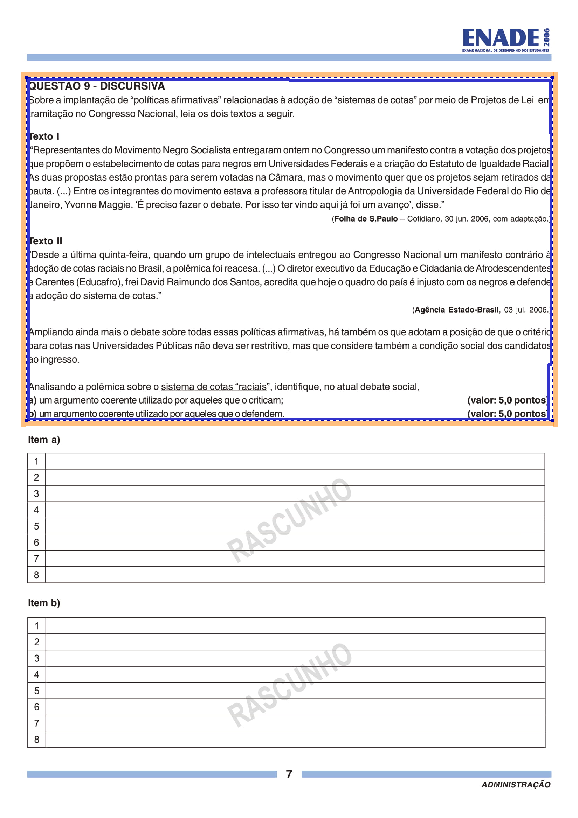 ENADE 2006
EXAME NACIONAL DE DESEMPENHO DOS ESTUDANTES
QUESTÃO 9 - DISCURSIVA
Sobre a implantação de “políticas afirmativas” relacionadas à adoção de “sistemas de cotas” por meio de Projetos de Lei em
tramitação no Congresso Nacional, leia os dois textos a seguir.
Texto I
“Representantes do Movimento Negro Socialista entregaram ontem no Congresso um manifesto contra a votação dos projetos
que propõem o estabelecimento de cotas para negros em Universidades Federais e a criação do Estatuto de Igualdade Racial.
As duas propostas estão prontas para serem votadas na Câmara, mas o movimento quer que os projetos sejam retirados da
pauta. (...) Entre os integrantes do movimento estava a professora titular de Antropologia da Universidade Federal do Rio de
Janeiro, Yvonne Maggie. ‘É preciso fazer o debate. Por isso ter vindo aqui já foi um avanço’, disse.”
(Folha de S.Paulo – Cotidiano, 30 jun. 2006, com adaptação.)
Texto II
“Desde a última quinta-feira, quando um grupo de intelectuais entregou ao Congresso Nacional um manifesto contrário à
adoção de cotas raciais no Brasil, a polêmica foi reacesa. (...) O diretor executivo da Educação e Cidadania de Afrodescendentes
e Carentes (Educafro), frei David Raimundo dos Santos, acredita que hoje o quadro do país é injusto com os negros e defende
a adoção do sistema de cotas.”
(Agência Estado-Brasil, 03 jul. 2006.)
Ampliando ainda mais o debate sobre todas essas políticas afirmativas, há também os que adotam a posição de que o critério
para cotas nas Universidades Públicas não deva ser restritivo, mas que considere também a condição social dos candidatos
ao ingresso.
Analisando a polêmica sobre o sistema de cotas “raciais”, identifique, no atual debate social,
a) um argumento coerente utilizado por aqueles que o criticam; (valor: 5,0 pontos)
b) um argumento coerente utilizado por aqueles que o defendem. (valor: 5,0 pontos)
Item a)
1
2
3
4
5
6
7
8
RASCUNHO
Item b)
1
2
3
4
5
6
7
8
RASCUNHO
7
ADMINISTRAÇÃO